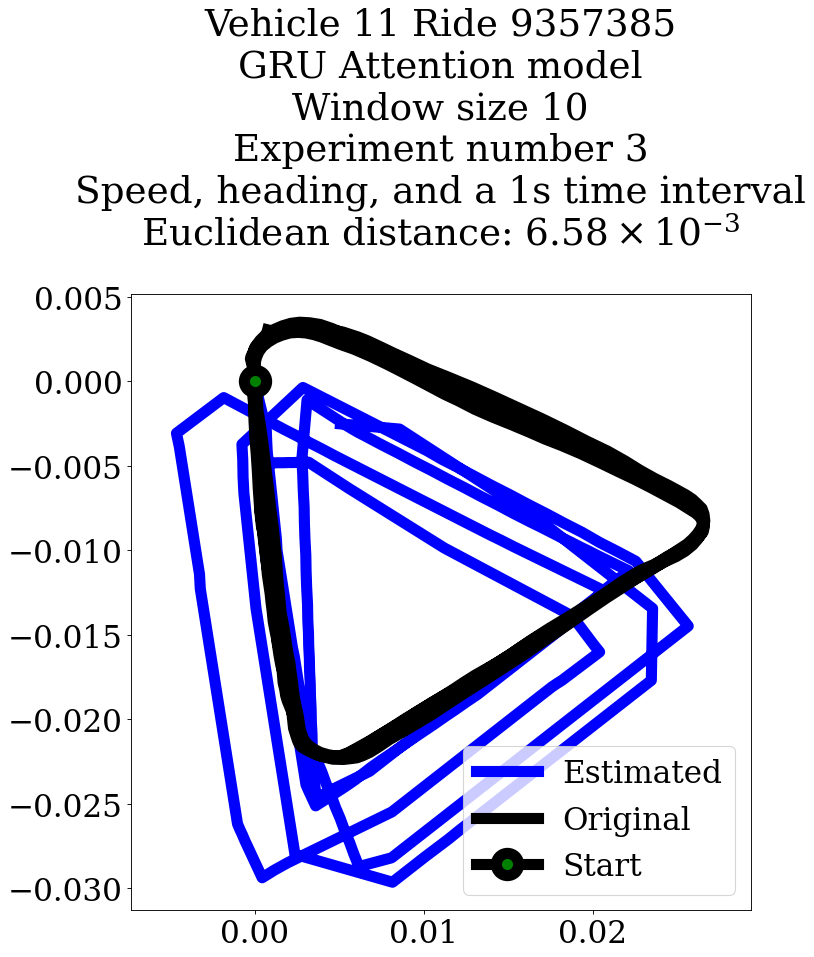 Vehicle 11 Ride 9357385
GRU Attention model
Window size 10
Experiment number 3
Speed, heading, and a 1s time interval
Euclidean distance: 6.58 × 10⁻³
0.005
0.000
−0.005
−0.010
−0.015
−0.020
−0.025
−0.030
Estimated
Original
Start
0.00 0.01 0.02